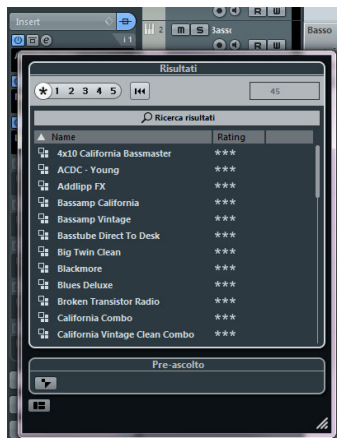 Insert
R W
e
i 1
2 M S Basso
R W
Basso
Risultati
* 1 2 3 4 5
45
Ricerca risultati
Name Rating
4x10 California Bassmaster ***
ACDC - Young ***
Addlipp FX ***
Bassamp California ***
Bassamp Vintage ***
Basstube Direct To Desk ***
Big Twin Clean ***
Blackmore ***
Blues Deluxe ***
Broken Transistor Radio ***
California Combo ***
California Vintage Clean Combo ***
Pre-ascolto